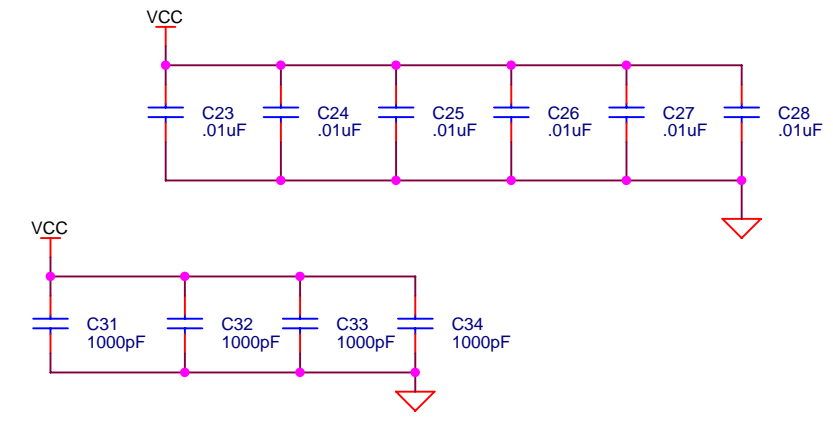 VCC
C23
.01uF
C24
.01uF
C25
.01uF
C26
.01uF
C27
.01uF
C28
.01uF
VCC
C31
1000pF
C32
1000pF
C33
1000pF
C34
1000pF